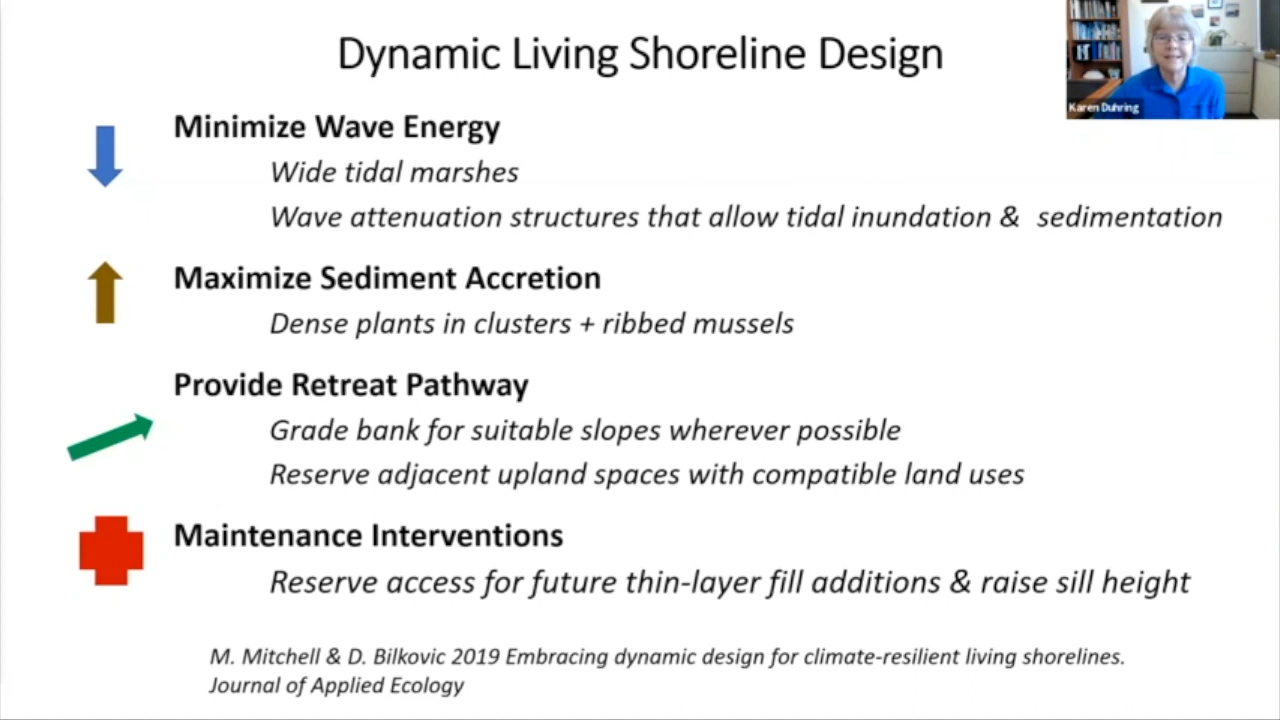 Dynamic Living Shoreline Design
Karen Duhring
Minimize Wave Energy
Wide tidal marshes
Wave attenuation structures that allow tidal inundation & sedimentation
Maximize Sediment Accretion
Dense plants in clusters + ribbed mussels
Provide Retreat Pathway
Grade bank for suitable slopes wherever possible
Reserve adjacent upland spaces with compatible land uses
Maintenance Interventions
Reserve access for future thin-layer fill additions & raise sill height
M. Mitchell & D. Bilkovic 2019 Embracing dynamic design for climate-resilient living shorelines.
Journal of Applied Ecology